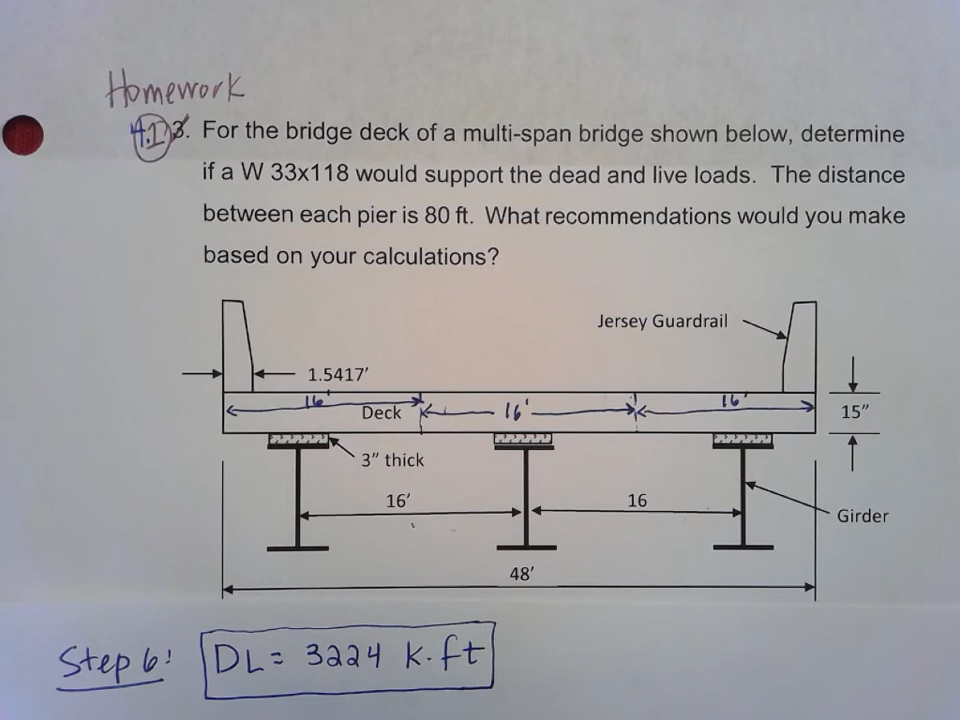 Homework
4.1 3. For the bridge deck of a multi-span bridge shown below, determine
if a W 33x118 would support the dead and live loads. The distance
between each pier is 80 ft. What recommendations would you make
based on your calculations?
Jersey Guardrail
1.5417’
16' 16' 16'
Deck
15”
3” thick
16’ 16
Girder
48’
Step 6: DL = 3224 k.ft